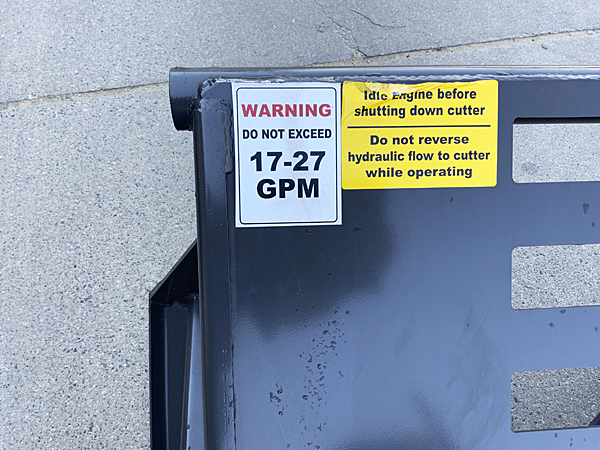 WARNING
DO NOT EXCEED
17-27
GPM
Idle Engine before
shutting down cutter
Do not reverse
hydraulic flow to cutter
while operating